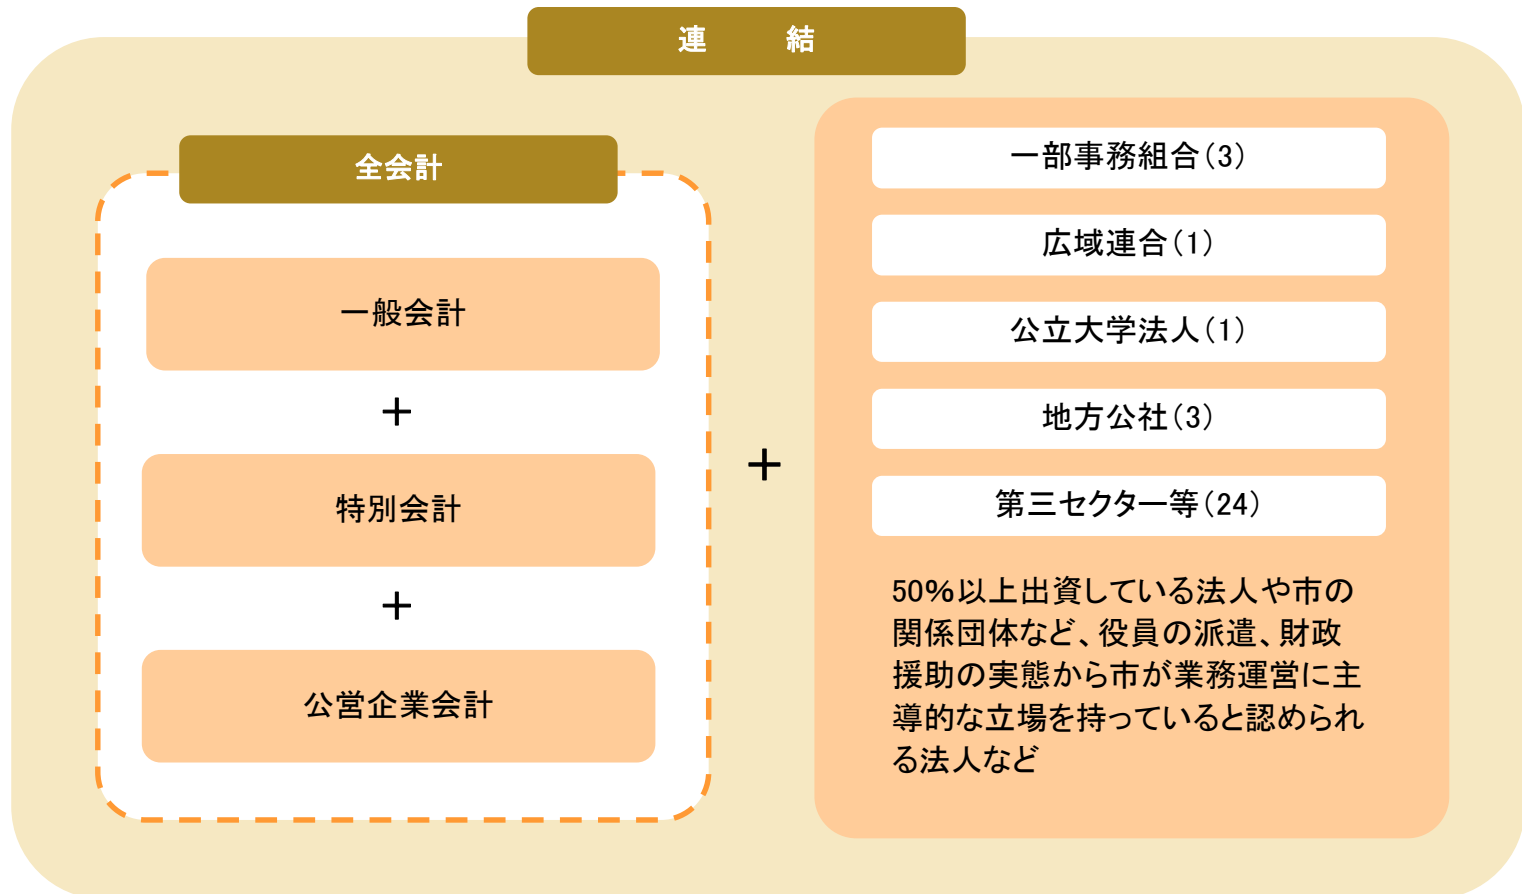 連　結
全会計
一般会計
＋
特別会計
＋
公営企業会計
＋
一部事務組合（3）
広域連合（1）
公立大学法人（1）
地方公社（3）
第三セクター等（24）
50％以上出資している法人や市の
関係団体など、役員の派遣、財政
援助の実態から市が業務運営に主
導的な立場を持っていると認められ
る法人など